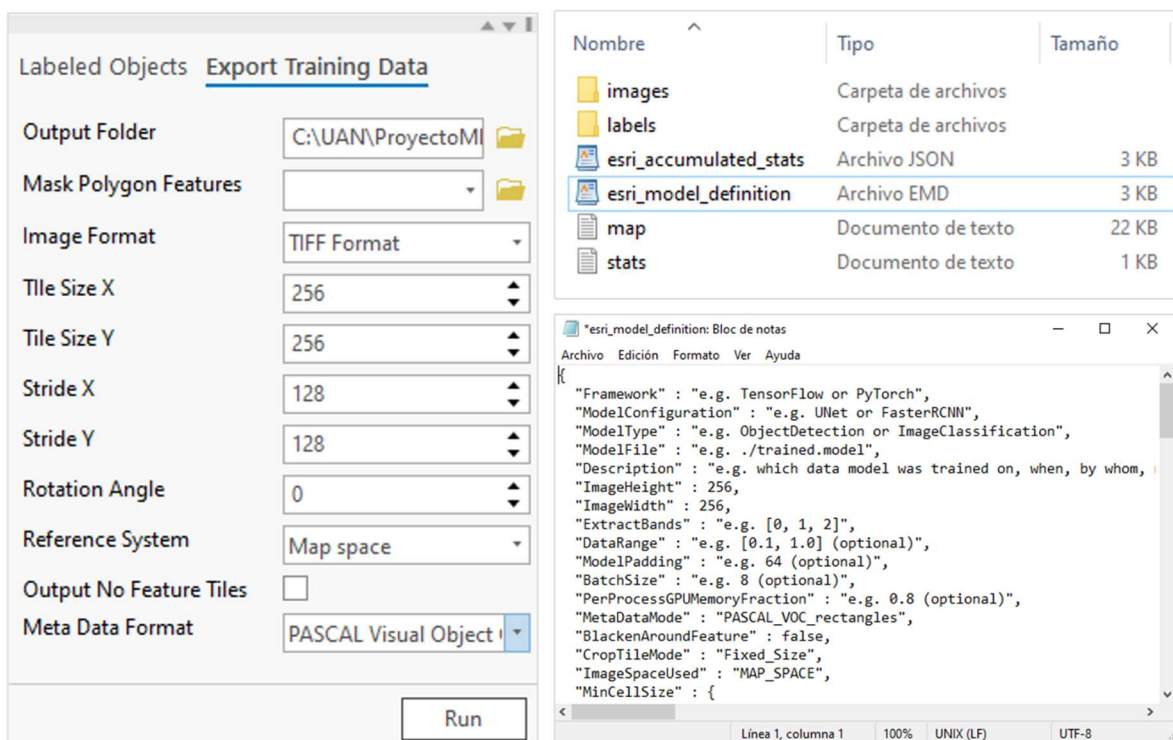 Labeled Objects Export Training Data
Output Folder C:\UAN\ProyectoMI
Mask Polygon Features
Image Format TIFF Format
TIle Size X 256
Tile Size Y 256
Stride X 128
Stride Y 128
Rotation Angle 0
Reference System Map space
Output No Feature Tiles
Meta Data Format PASCAL Visual Object
Run
Nombre Tipo Tamaño
images Carpeta de archivos
labels Carpeta de archivos
esri_accumulated_stats Archivo JSON 3 KB
esri_model_definition Archivo EMD 3 KB
map Documento de texto 22 KB
stats Documento de texto 1 KB
*esri_model_definition: Bloc de notas
Archivo Edición Formato Ver Ayuda
{
"Framework" : "e.g. TensorFlow or PyTorch",
"ModelConfiguration" : "e.g. UNet or FasterRCNN",
"ModelType" : "e.g. ObjectDetection or ImageClassification",
"ModelFile" : "e.g. ./trained.model",
"Description" : "e.g. which data model was trained on, when, by whom,
"ImageHeight" : 256,
"ImageWidth" : 256,
"ExtractBands" : "e.g. [0, 1, 2]",
"DataRange" : "e.g. [0.1, 1.0] (optional)",
"ModelPadding" : "e.g. 64 (optional)",
"BatchSize" : "e.g. 8 (optional)",
"PerProcessGPUMemoryFraction" : "e.g. 0.8 (optional)",
"MetaDataMode" : "PASCAL_VOC_rectangles",
"BlackenAroundFeature" : false,
"CropTileMode" : "Fixed_Size",
"ImageSpaceUsed" : "MAP_SPACE",
"MinCellSize" : {
Línea 1, columna 1 100% UNIX (LF) UTF-8